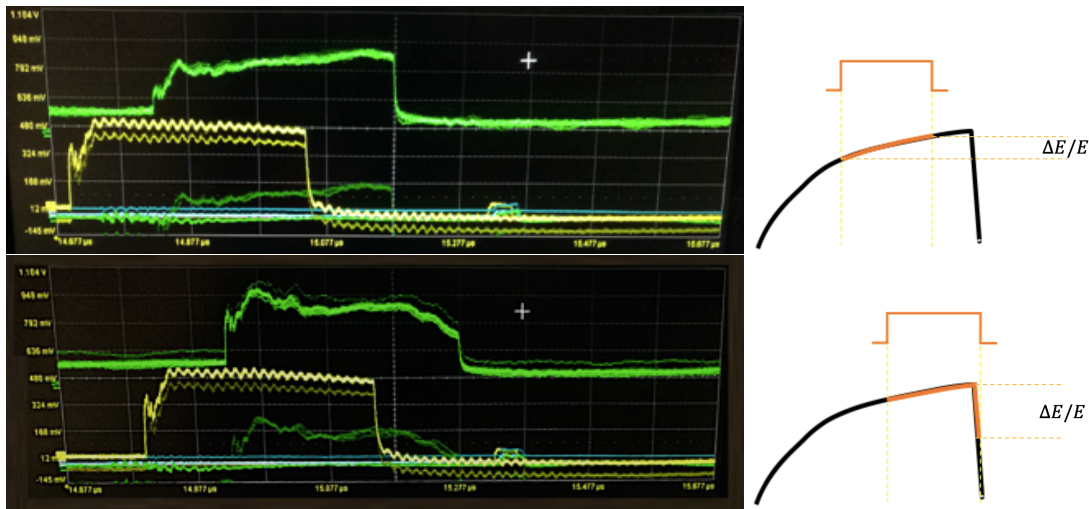 1.104 V
948 mV
792 mV
636 mV
480 mV
324 mV
168 mV
12 mV
-145 mV
14.677 µs
14.877 µs
15.077 µs
15.277 µs
15.477 µs
15.677 µs
ΔE/E
1.104 V
948 mV
792 mV
636 mV
480 mV
324 mV
168 mV
12 mV
-145 mV
14.677 µs
14.877 µs
15.077 µs
15.277 µs
15.477 µs
15.677 µs
ΔE/E